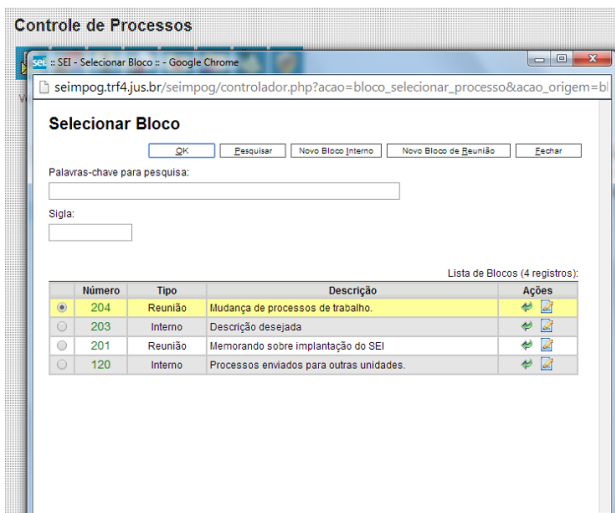 Controle de Processos
sei :: SEI - Selecionar Bloco :: - Google Chrome
seimpog.trf4.jus.br/seimpog/controlador.php?acao=bloco_selecionar_processo&acao_origem=bl
Selecionar Bloco
OK Pesquisar Novo Bloco Interno Novo Bloco de Reunião Fechar
Palavras-chave para pesquisa:
Sigla:
Lista de Blocos (4 registros):
Número Tipo Descrição Ações
204 Reunião Mudança de processos de trabalho.
203 Interno Descrição desejada
201 Reunião Memorando sobre implantação do SEI
120 Interno Processos enviados para outras unidades.